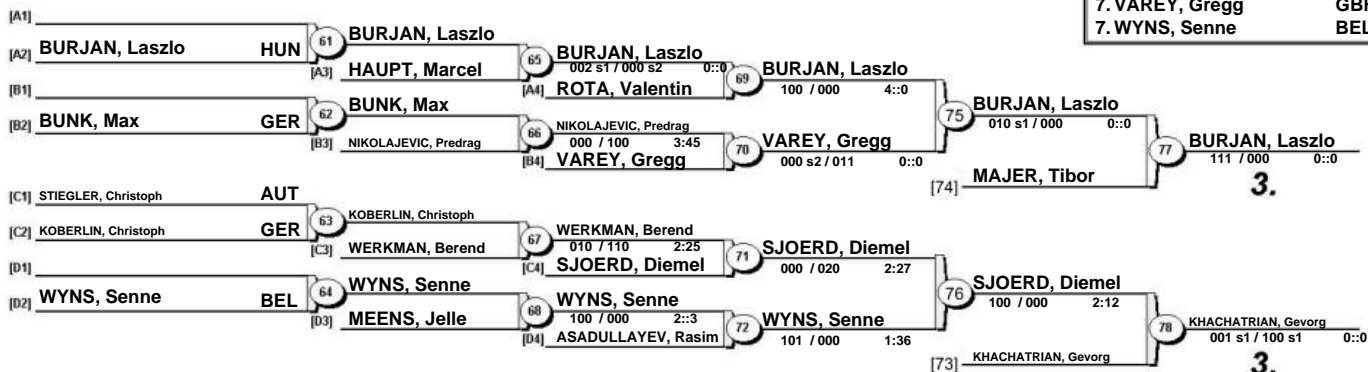 7. VAREY, Gregg
7. WYNS, Senne BEL
[A1]
[A2] BURJAN, Laszlo HUN
61
BURJAN, Laszlo
[A3] HAUPT, Marcel
65
BURJAN, Laszlo
002 s1 / 000 s2 0::0
[A4] ROTA, Valentin
69
BURJAN, Laszlo
100 / 000 4::0
[B1]
[B2] BUNK, Max GER
62
BUNK, Max
[B3] NIKOLAJEVIC, Predrag
66
NIKOLAJEVIC, Predrag
000 / 100 3:45
[B4] VAREY, Gregg
70
VAREY, Gregg
000 s2 / 011 0::0
75
BURJAN, Laszlo
010 s1 / 000 0::0
[74] MAJER, Tibor
77
BURJAN, Laszlo
111 / 000 0::0
3.
[C1] STIEGLER, Christoph AUT
[C2] KOBERLIN, Christoph GER
63
KOBERLIN, Christoph
[C3] WERKMAN, Berend
67
WERKMAN, Berend
010 / 110 2:25
[C4] SJOERD, Diemel
71
SJOERD, Diemel
000 / 020 2:27
[D1]
[D2] WYNS, Senne BEL
64
WYNS, Senne
[D3] MEENS, Jelle
68
WYNS, Senne
100 / 000 2::3
[D4] ASADULLAYEV, Rasim
72
WYNS, Senne
101 / 000 1:36
76
SJOERD, Diemel
100 / 000 2:12
[73] KHACHATRIAN, Gevorg
78
KHACHATRIAN, Gevorg
001 s1 / 100 s1 0::0
3.